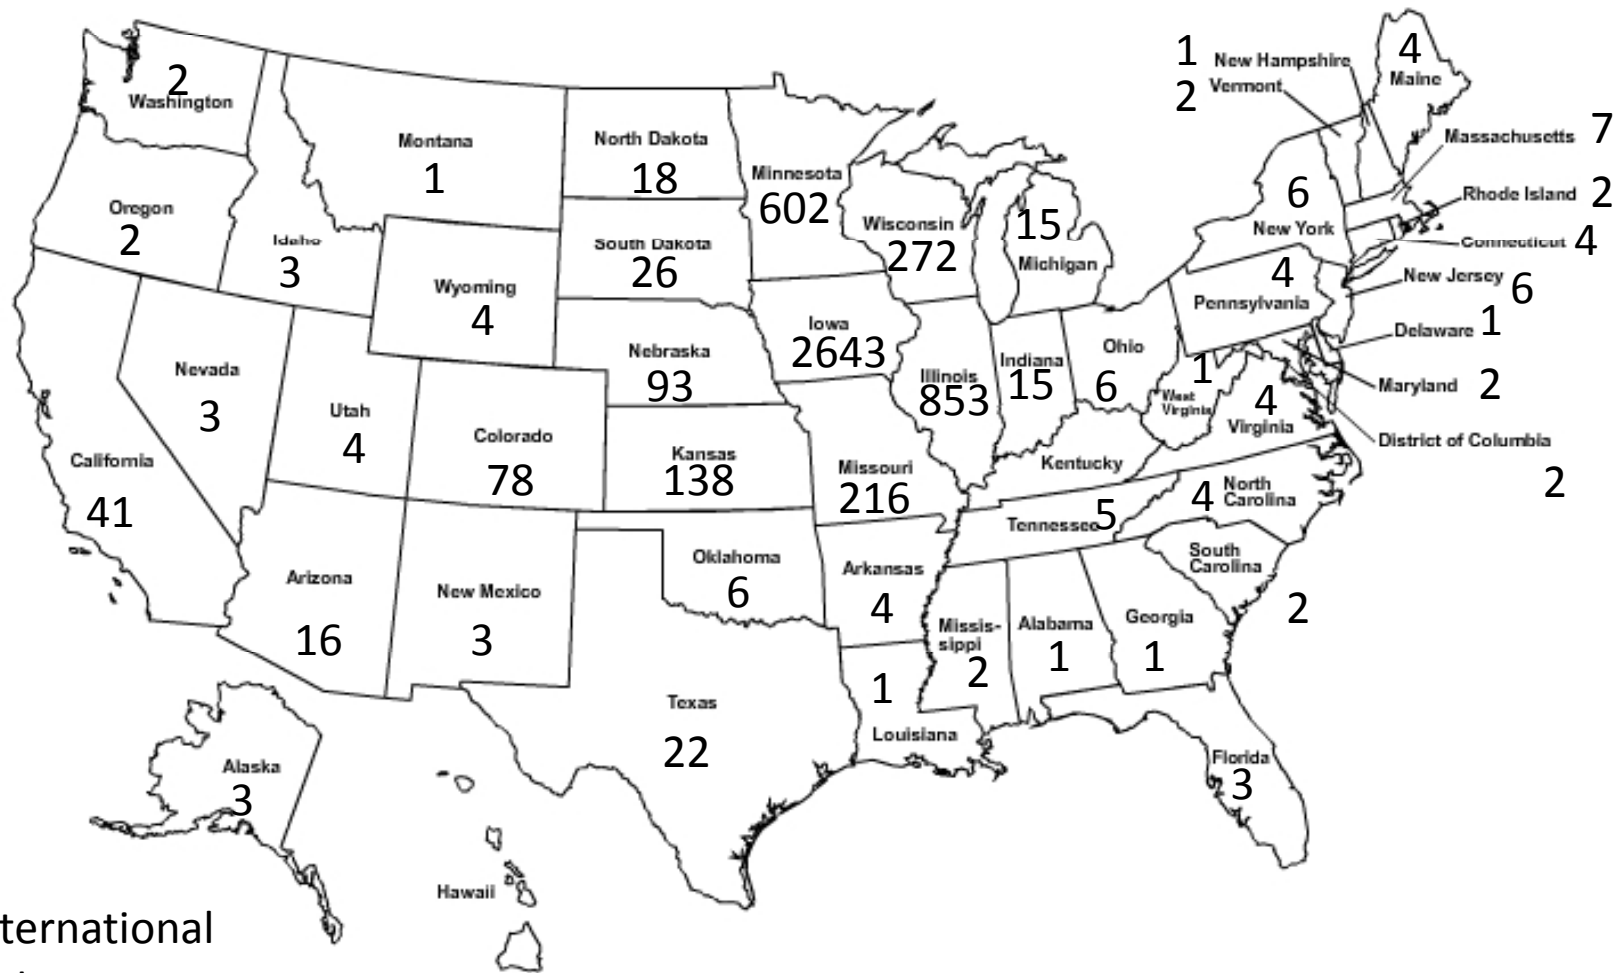 2
Washington
Oregon
2
California
41
Idaho
3
Nevada
3
Montana
1
Wyoming
4
Utah
4
Arizona
16
Colorado
78
New Mexico
3
North Dakota
18
South Dakota
26
Nebraska
93
Kansas
138
Oklahoma
6
Texas
22
Minnesota
602
Iowa
2643
Missouri
216
Arkansas
4
1
Louisiana
Wisconsin
272
Illinois
853
15
Michigan
Indiana
15
Ohio
6
Kentucky
Tennessee 5
Missis-
sippi
2
Alabama
1
Georgia
1
Florida
3
South
Carolina
2
4 North
Carolina
4
Virginia
1
West
Virginia
4
Pennsylvania
6
New York
1 New Hampshire
2 Vermont
4
Maine
Massachusetts 7
Rhode Island 2
Connecticut 4
New Jersey 6
Delaware 1
Maryland 2
District of Columbia
2
Alaska
3
Hawaii
ternational